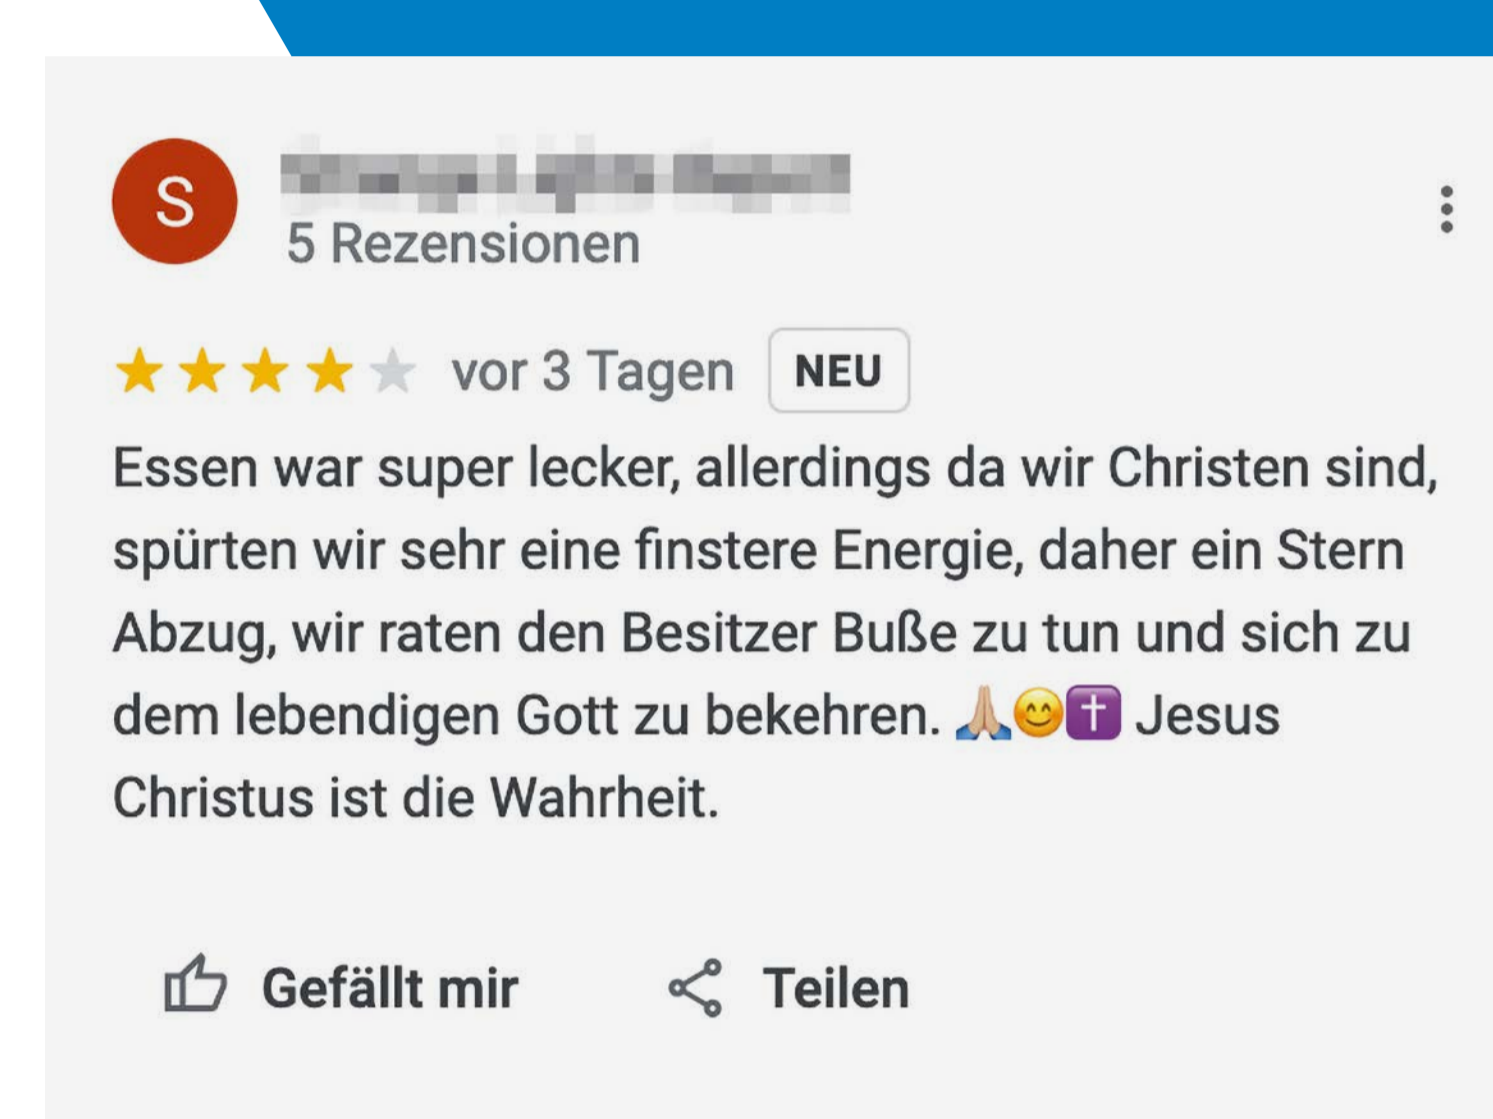 S
5 Rezensionen
vor 3 Tagen NEU
Essen war super lecker, allerdings da wir Christen sind,
spürten wir sehr eine finstere Energie, daher ein Stern
Abzug, wir raten den Besitzer Buße zu tun und sich zu
dem lebendigen Gott zu bekehren. 🙏🏼😊✝️ Jesus
Christus ist die Wahrheit.
Gefällt mir Teilen